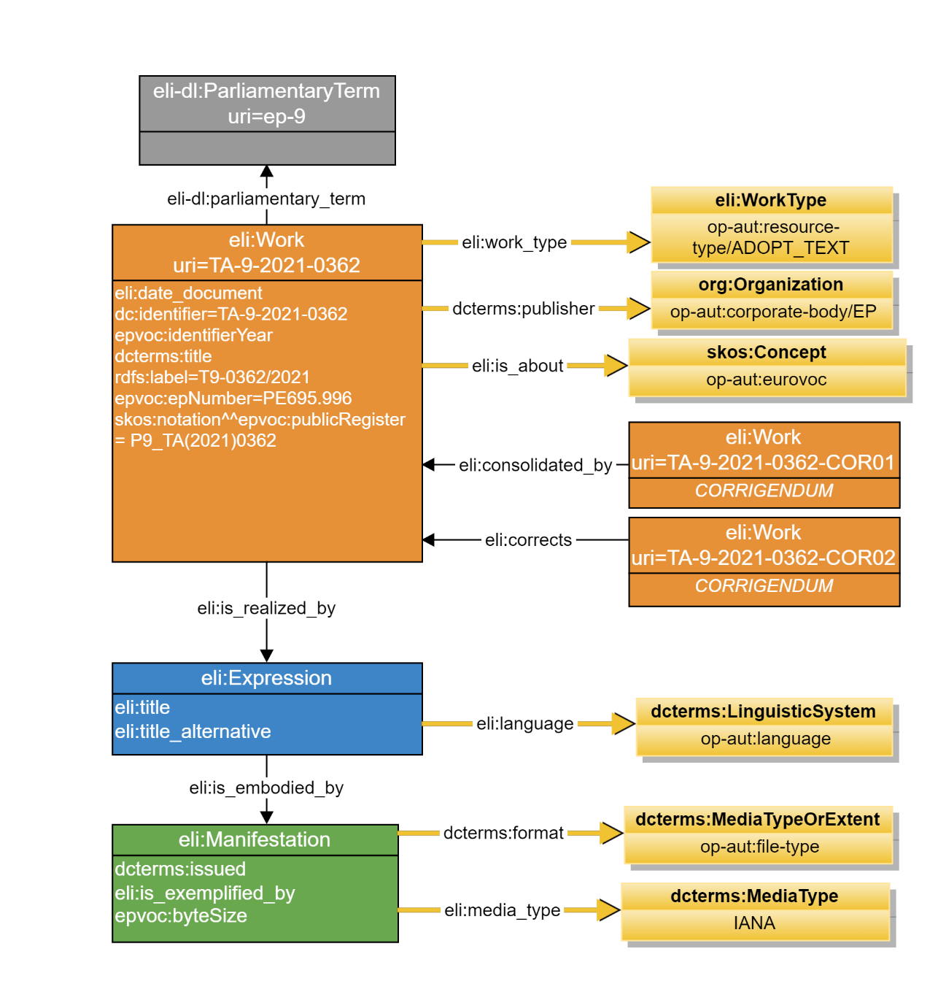 eli-dl:ParliamentaryTerm
uri=ep-9
eli-dl:parliamentary_term
eli:Work
uri=TA-9-2021-0362
eli:date_document
dc:identifier=TA-9-2021-0362
epvoc:identifierYear
dcterms:title
rdfs:label=T9-0362/2021
epvoc:epNumber=PE695.996
skos:notation^^epvoc:publicRegister
= P9_TA(2021)0362
eli:work_type
eli:WorkType
op-aut:resource-
type/ADOPT_TEXT
dcterms:publisher
org:Organization
op-aut:corporate-body/EP
eli:is_about
skos:Concept
op-aut:eurovoc
eli:consolidated_by
eli:Work
uri=TA-9-2021-0362-COR01
CORRIGENDUM
eli:corrects
eli:Work
uri=TA-9-2021-0362-COR02
CORRIGENDUM
eli:is_realized_by
eli:Expression
eli:title
eli:title_alternative
eli:language
dcterms:LinguisticSystem
op-aut:language
eli:is_embodied_by
eli:Manifestation
dcterms:issued
eli:is_exemplified_by
epvoc:byteSize
dcterms:format
dcterms:MediaTypeOrExtent
op-aut:file-type
eli:media_type
dcterms:MediaType
IANA